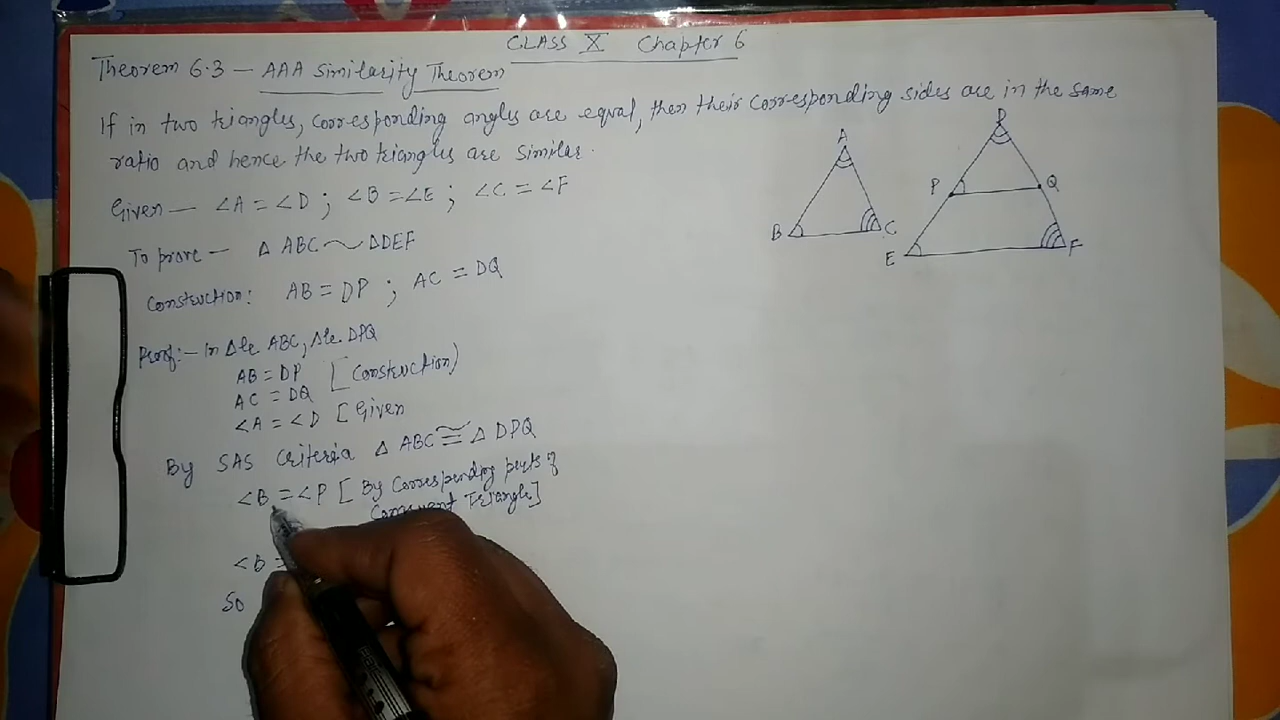 CLASS X Chapter 6
Theorem 6.3 — AAA Similarity Theorem
If in two triangles, corresponding angles are equal, then their corresponding sides are in the same
ratio and hence the two triangles are similar.
Given — ∠A = ∠D ; ∠B = ∠E ; ∠C = ∠F
To prove — Δ ABC ~ ΔDEF
Construction: AB = DP ; AC = DQ
Proof:- In Δle ABC, Δle DPQ
AB = DP [Construction)
AC = DQ
∠A = ∠D [Given
By SAS Criteria Δ ABC ≅ Δ DPQ
∠B = ∠P [By Corresponding parts of
Congruent Triangle]
∠B =
So
A
B
C
D
P
Q
E
F